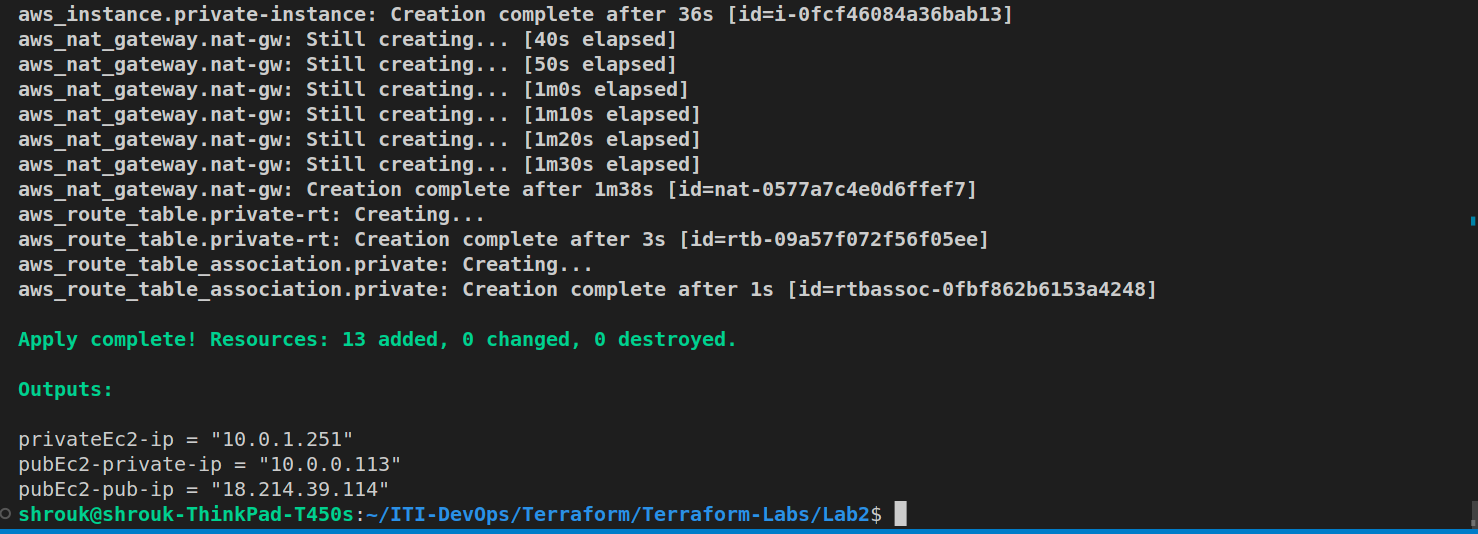 aws_instance.private-instance: Creation complete after 36s [id=i-0fcf46084a36bab13]
aws_nat_gateway.nat-gw: Still creating... [40s elapsed]
aws_nat_gateway.nat-gw: Still creating... [50s elapsed]
aws_nat_gateway.nat-gw: Still creating... [1m0s elapsed]
aws_nat_gateway.nat-gw: Still creating... [1m10s elapsed]
aws_nat_gateway.nat-gw: Still creating... [1m20s elapsed]
aws_nat_gateway.nat-gw: Still creating... [1m30s elapsed]
aws_nat_gateway.nat-gw: Creation complete after 1m38s [id=nat-0577a7c4e0d6ffef7]
aws_route_table.private-rt: Creating...
aws_route_table.private-rt: Creation complete after 3s [id=rtb-09a57f072f56f05ee]
aws_route_table_association.private: Creating...
aws_route_table_association.private: Creation complete after 1s [id=rtbassoc-0fbf862b6153a4248]
Apply complete! Resources: 13 added, 0 changed, 0 destroyed.
Outputs:
privateEc2-ip = "10.0.1.251"
pubEc2-private-ip = "10.0.0.113"
pubEc2-pub-ip = "18.214.39.114"
shrouk@shrouk-ThinkPad-T450s:~/ITI-DevOps/Terraform/Terraform-Labs/Lab2$